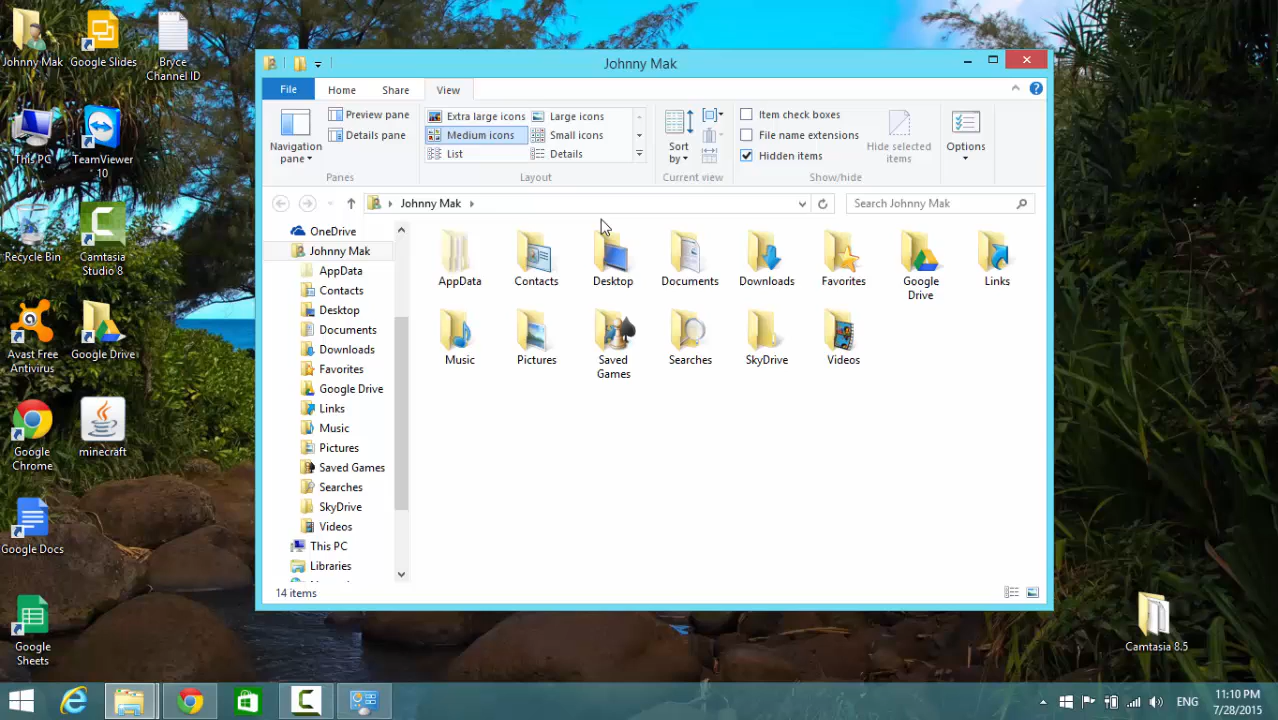 Johnny Mak
Google Slides
Bryce
Channel ID
This PC
TeamViewer
10
Recycle Bin
Camtasia
Studio 8
Avast Free
Antivirus
Google Drive
Google
Chrome
minecraft
Google Docs
Google
Sheets
Johnny Mak
File
Home
Share
View
Navigation
pane
Preview pane
Details pane
Panes
Extra large icons
Large icons
Medium icons
Small icons
List
Details
Layout
Sort
by
Current view
Item check boxes
File name extensions
Hidden items
Hide selected
items
Show/hide
Options
Johnny Mak
Search Johnny Mak
OneDrive
Johnny Mak
AppData
Contacts
Desktop
Documents
Downloads
Favorites
Google Drive
Links
Music
Pictures
Saved Games
Searches
SkyDrive
Videos
This PC
Libraries
AppData
Contacts
Desktop
Documents
Downloads
Favorites
Google
Drive
Links
Music
Pictures
Saved
Games
Searches
SkyDrive
Videos
14 items
Camtasia 8.5
ENG
11:10 PM
7/28/2015